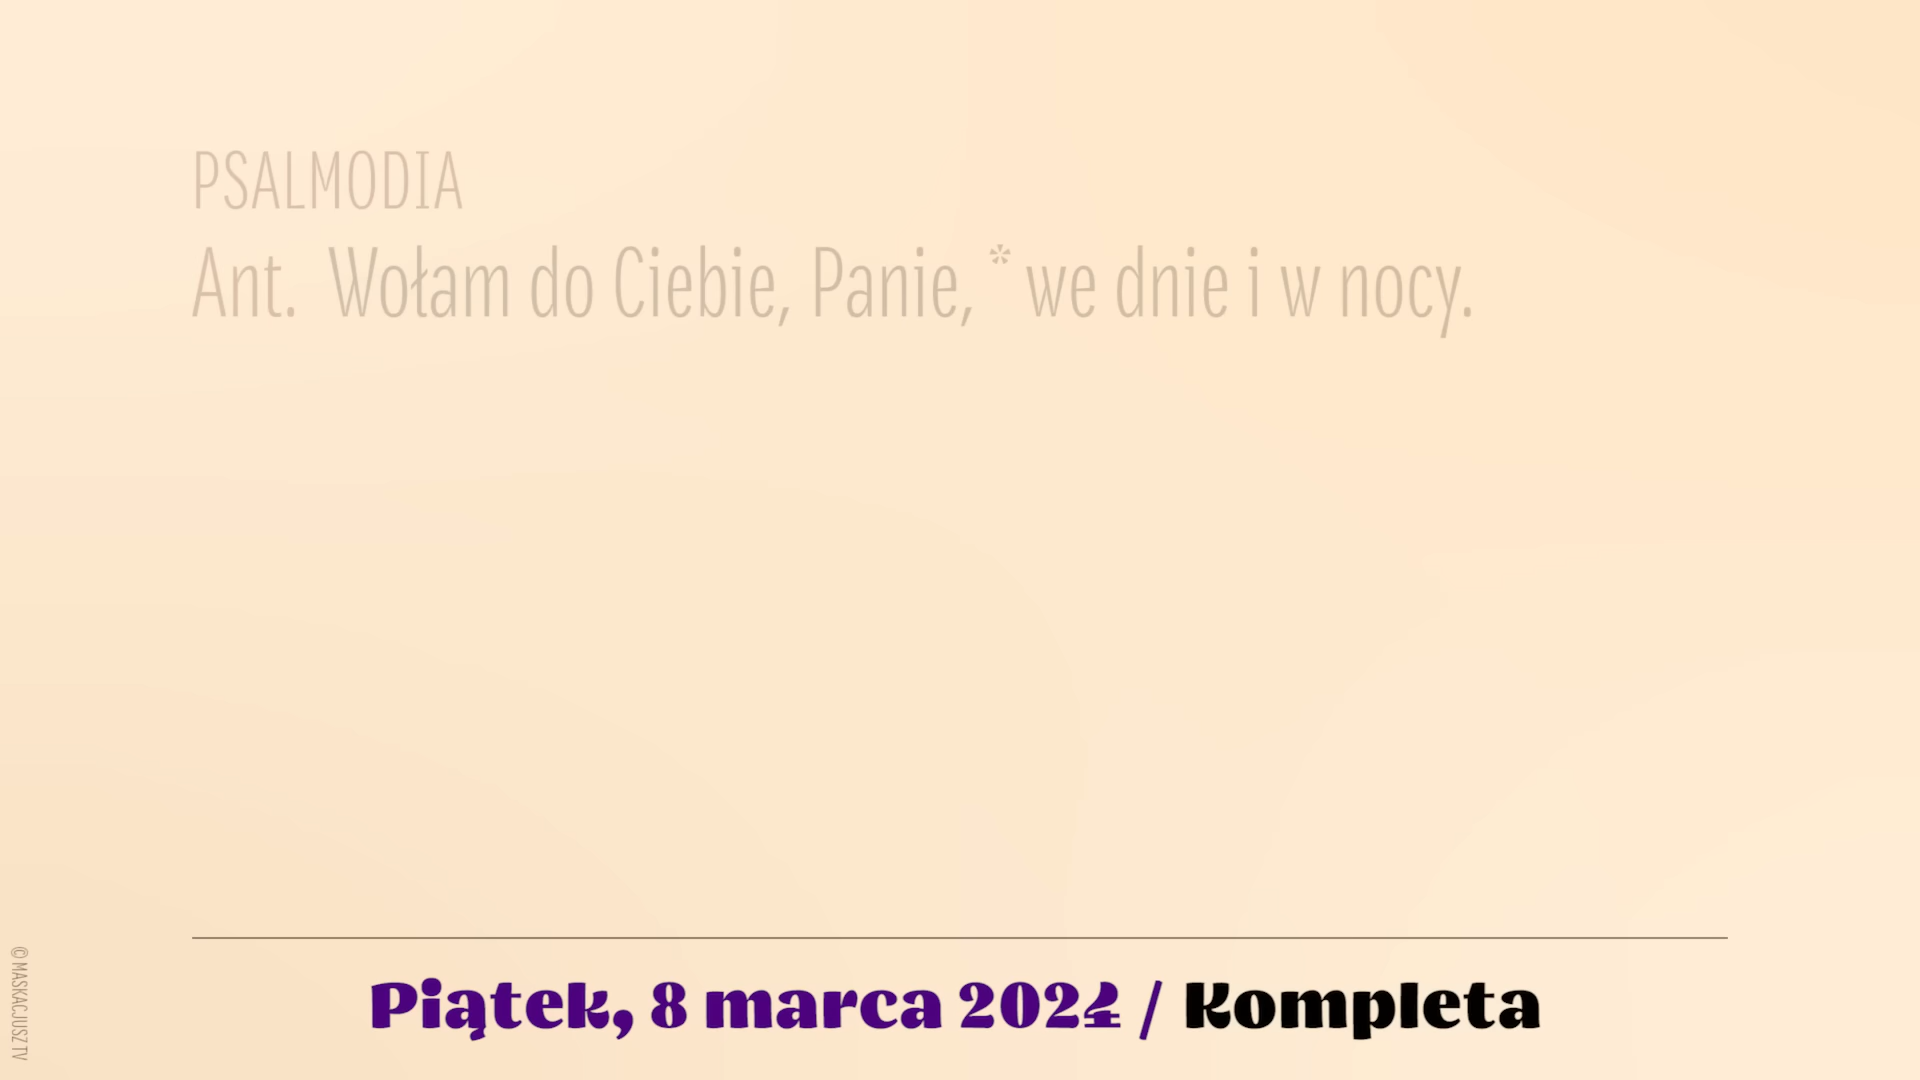 PSALMODIA
Ant. Wołam do Ciebie, Panie, * we dnie i w nocy.
Piątek, 8 marca 2024 / Kompleta
© MASKACJUSZ TV